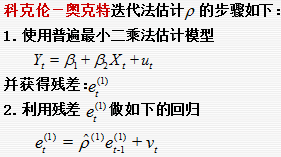 科克伦－奥克特迭代法估计ρ的步骤如下：
1. 使用普遍最小二乘法估计模型
Yₜ = β₁ + β₂Xₜ + uₜ
并获得残差：eₜ⁽¹⁾
2. 利用残差 eₜ⁽¹⁾ 做如下的回归
eₜ⁽¹⁾ = ρ̂⁽¹⁾eₜ₋₁⁽¹⁾ + vₜ